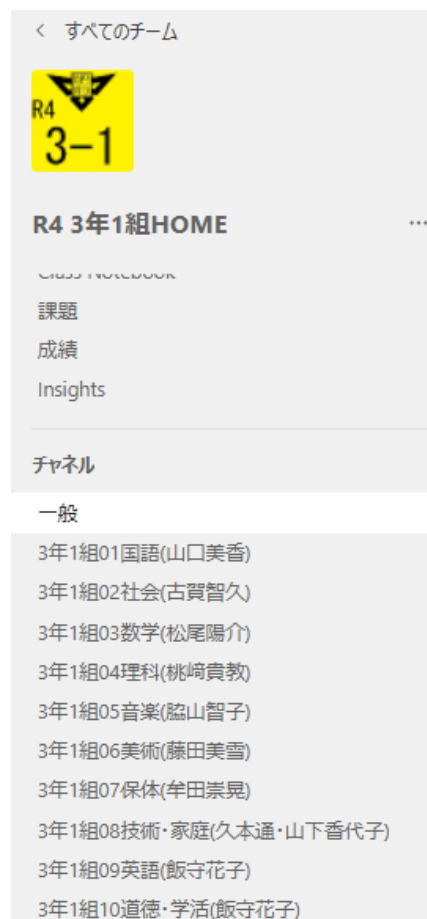 < すべてのチーム
R4
3-1
R4 3年1組HOME
...
Class Notebook
課題
成績
Insights
チャネル
一般
3年1組01国語(山口美香)
3年1組02社会(古賀智久)
3年1組03数学(松尾陽介)
3年1組04理科(桃﨑貴教)
3年1組05音楽(脇山智子)
3年1組06美術(藤田美雪)
3年1組07保体(牟田崇晃)
3年1組08技術・家庭(久本通・山下香代子)
3年1組09英語(飯守花子)
3年1組10道徳・学活(飯守花子)